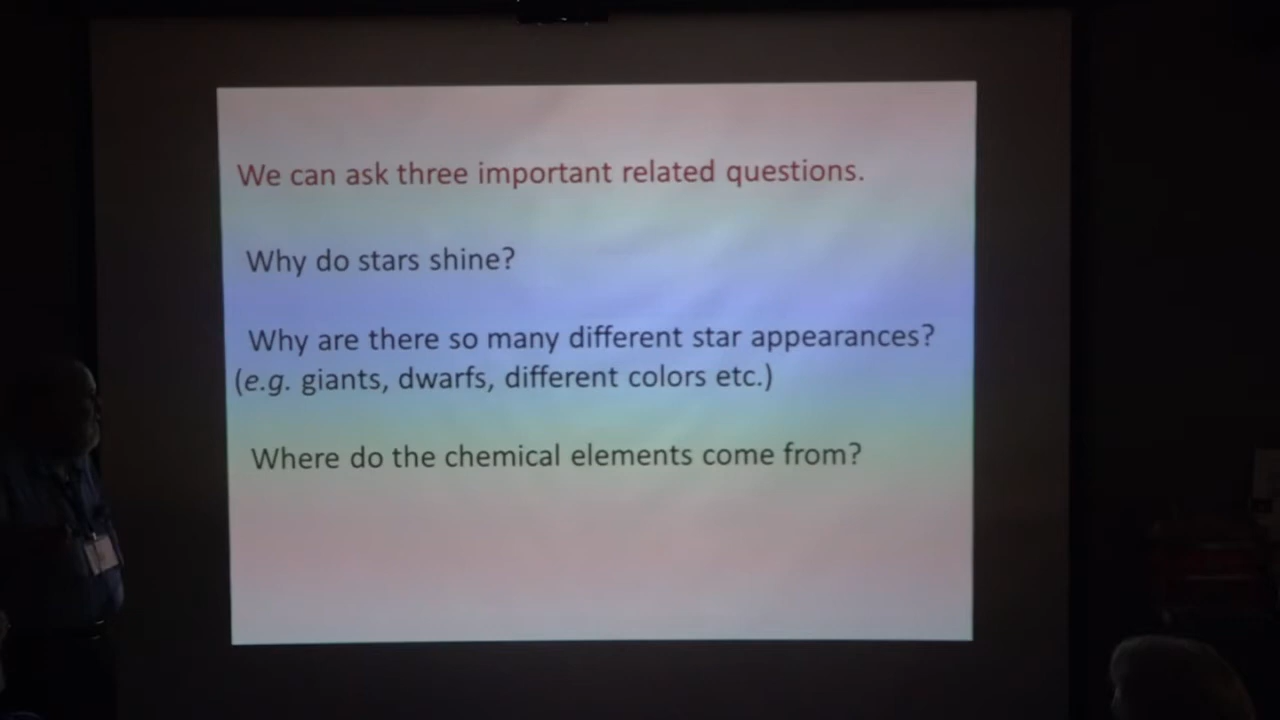 We can ask three important related questions.
Why do stars shine?
Why are there so many different star appearances?
(e.g. giants, dwarfs, different colors etc.)
Where do the chemical elements come from?